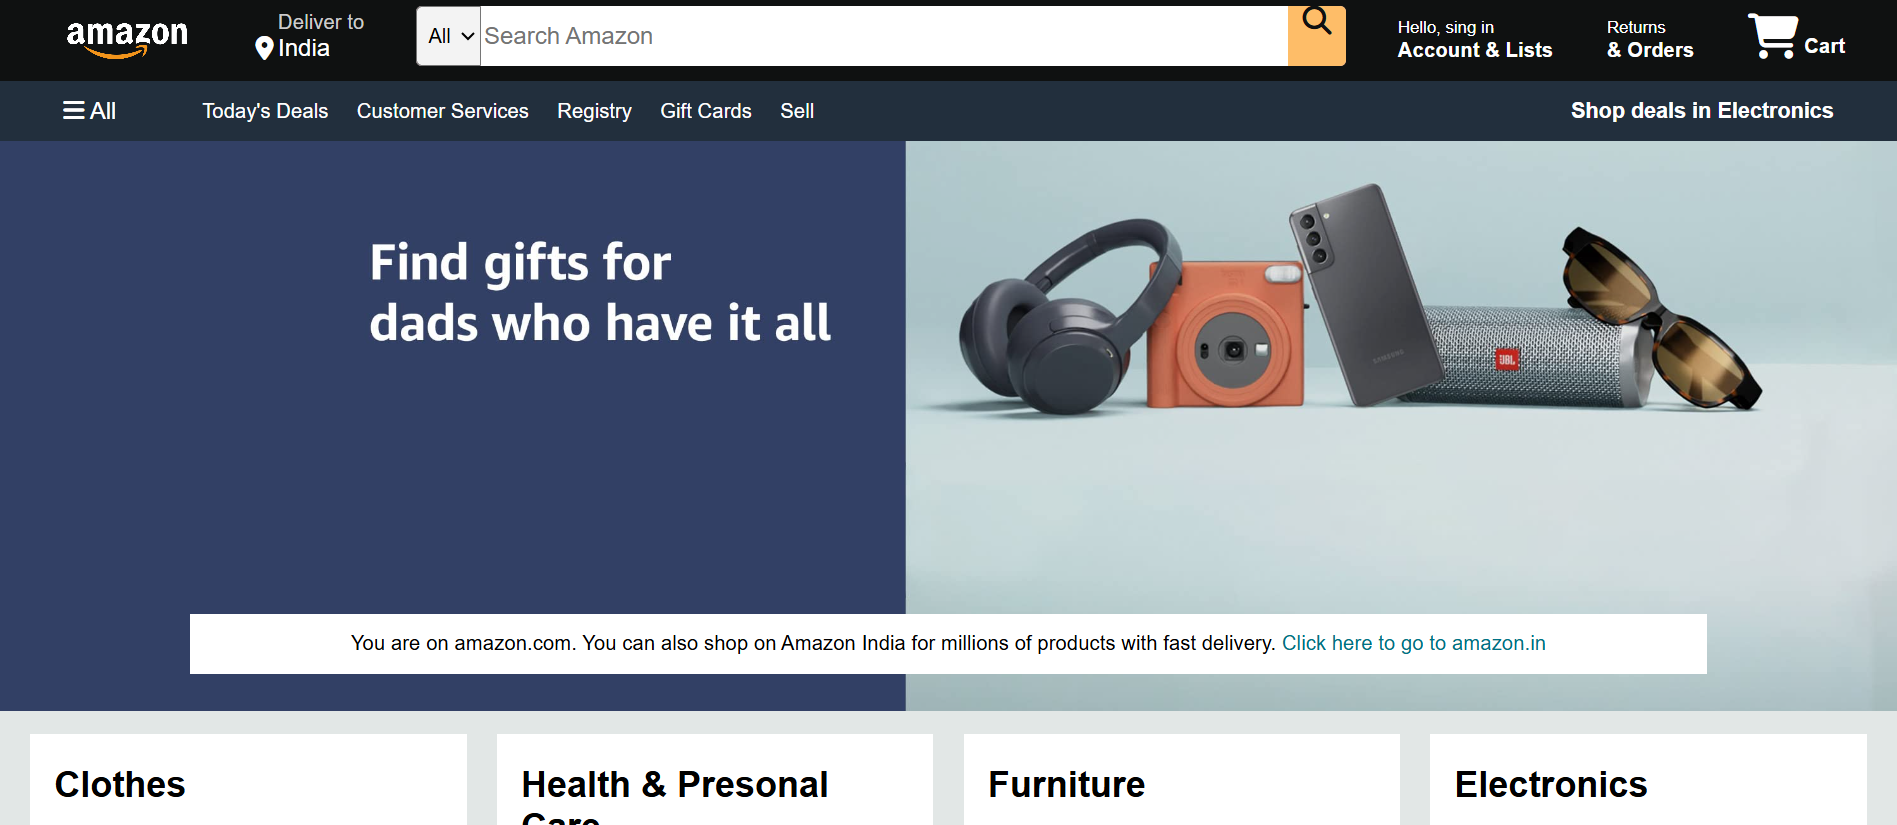 amazon
Deliver to
India
All
Search Amazon
Hello, sing in
Account & Lists
Returns
& Orders
Cart
All
Today's Deals
Customer Services
Registry
Gift Cards
Sell
Shop deals in Electronics
Find gifts for
dads who have it all
SAMSUNG
JBL
You are on amazon.com. You can also shop on Amazon India for millions of products with fast delivery. Click here to go to amazon.in
Clothes
Health & Presonal
Care
Furniture
Electronics